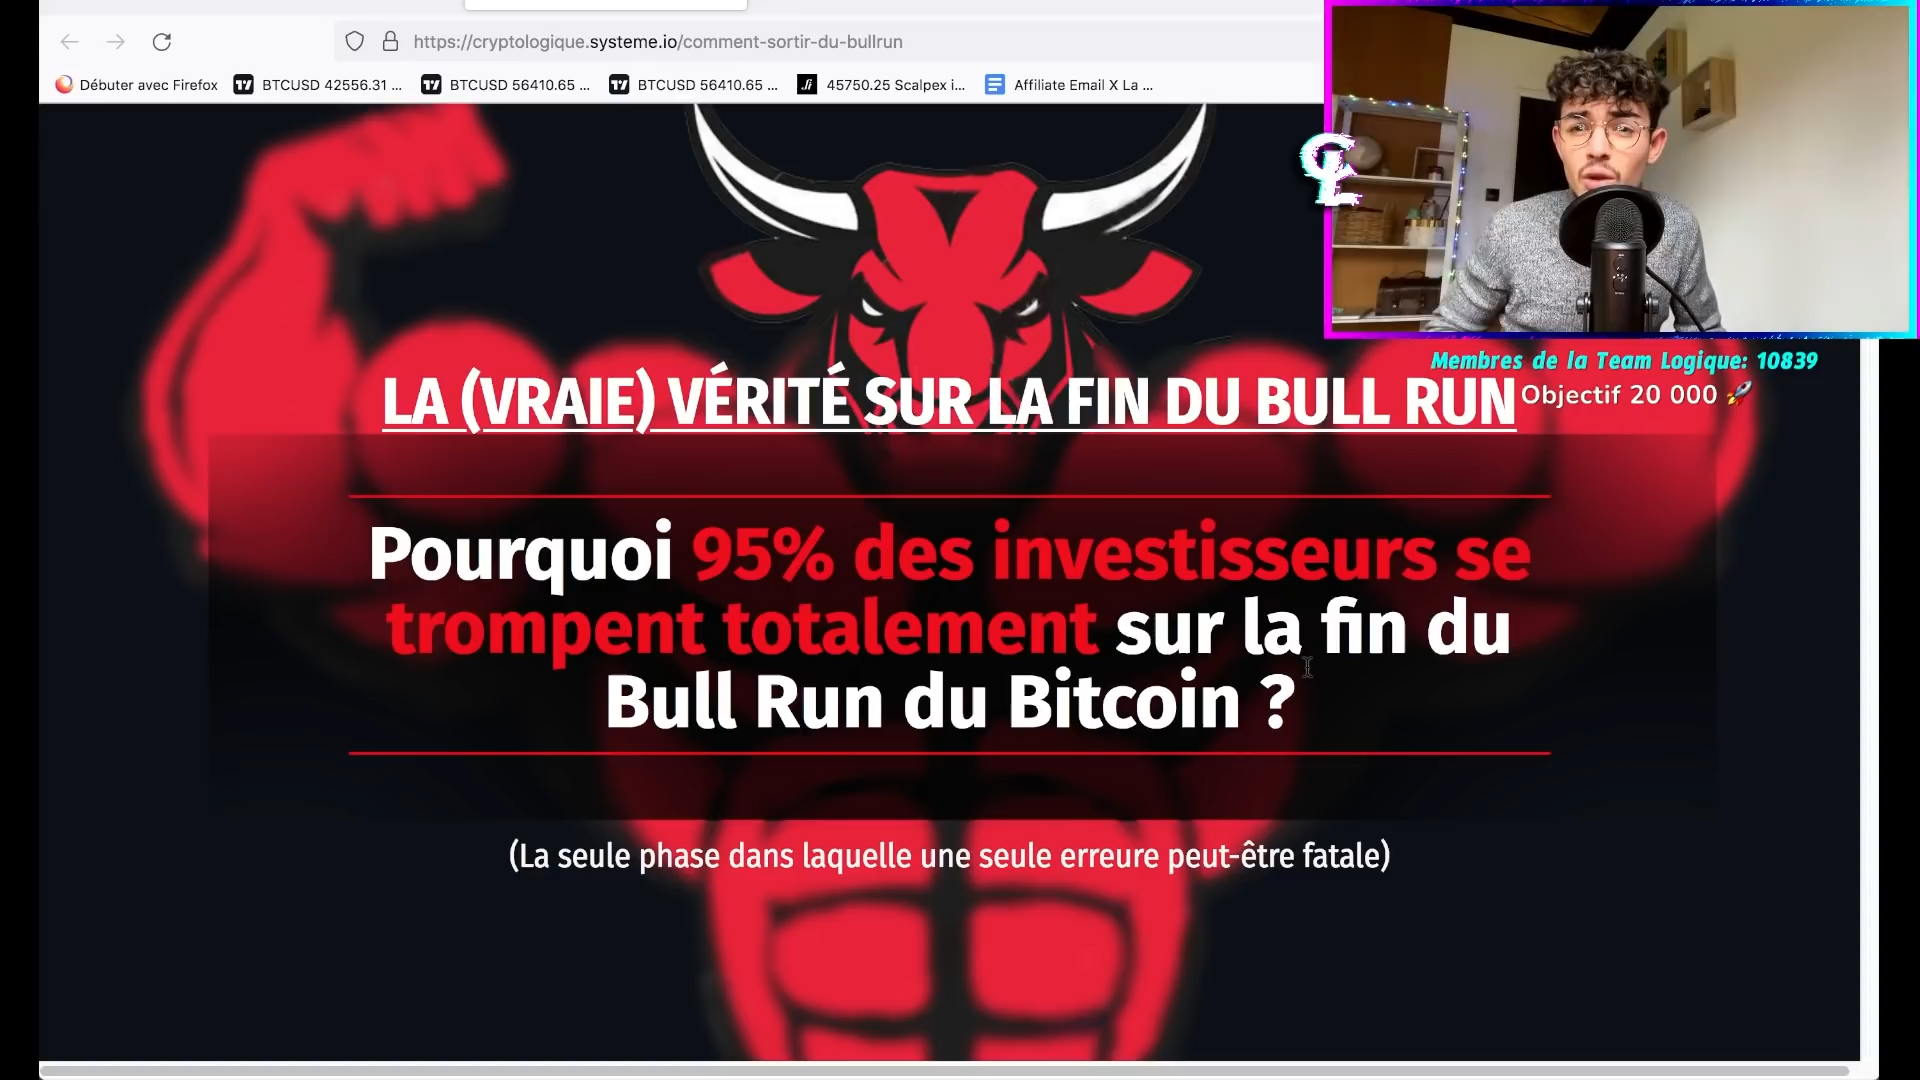 https://cryptologique.systeme.io/comment-sortir-du-bullrun
Débuter avec Firefox
BTCUSD 42556.31 ...
BTCUSD 56410.65 ...
BTCUSD 56410.65 ...
45750.25 Scalpex i...
Affiliate Email X La ...
CL
Membres de la Team Logique: 10839
Objectif 20 000 🚀
LA (VRAIE) VÉRITÉ SUR LA FIN DU BULL RUN
Pourquoi 95% des investisseurs se
trompent totalement sur la fin du
Bull Run du Bitcoin ?
(La seule phase dans laquelle une seule erreure peut-être fatale)